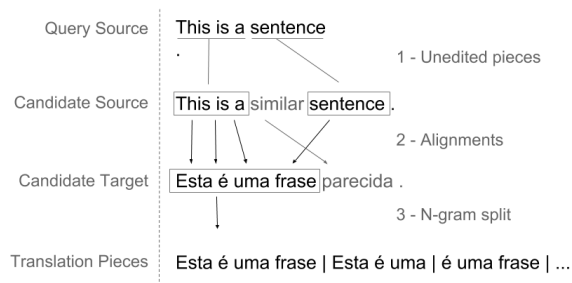 Query Source This is a sentence
.
1 - Unedited pieces
Candidate Source This is a similar sentence .
2 - Alignments
Candidate Target Esta é uma frase parecida .
3 - N-gram split
Translation Pieces Esta é uma frase | Esta é uma | é uma frase | ...